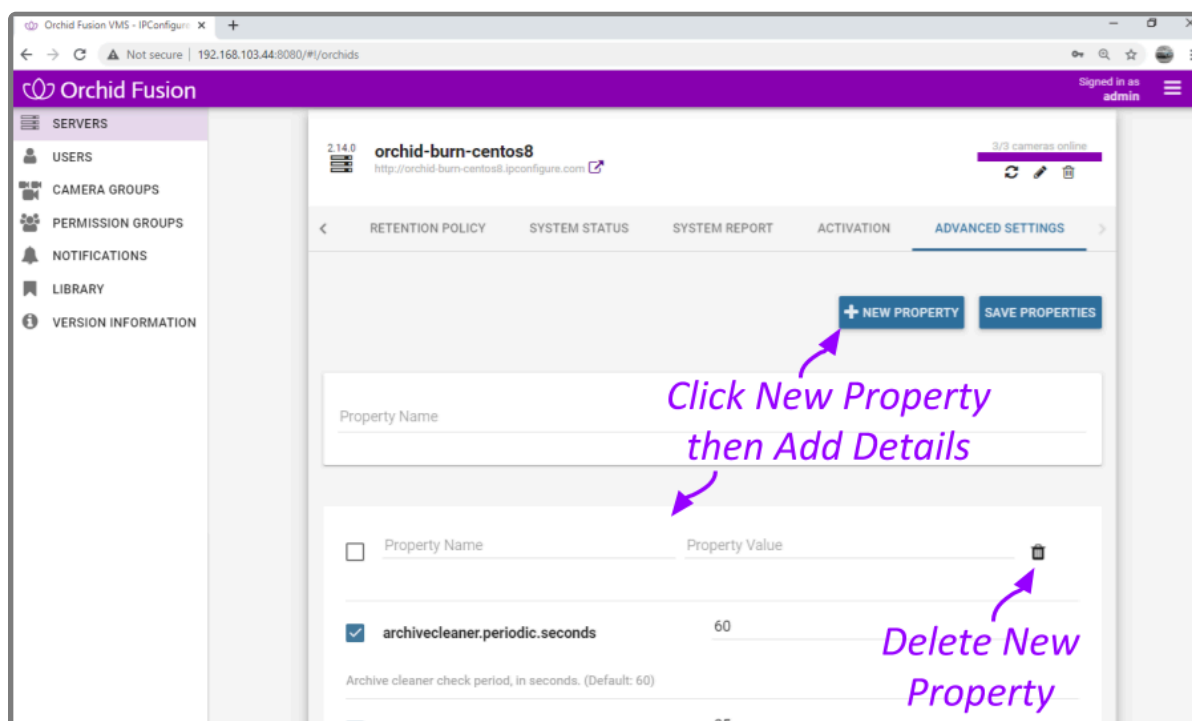 Orchid Fusion VMS - IPConfigure
Not secure | 192.168.103.44:8080/#!/orchids
Orchid Fusion
Signed in as
admin
SERVERS
USERS
CAMERA GROUPS
PERMISSION GROUPS
NOTIFICATIONS
LIBRARY
VERSION INFORMATION
2.14.0
orchid-burn-centos8
http://orchid-burn-centos8.ipconfigure.com
3/3 cameras online
RETENTION POLICY SYSTEM STATUS SYSTEM REPORT ACTIVATION ADVANCED SETTINGS
+ NEW PROPERTY SAVE PROPERTIES
Click New Property
then Add Details
Property Name
Property Name Property Value
archivecleaner.periodic.seconds 60
Archive cleaner check period, in seconds. (Default: 60)
Delete New
Property